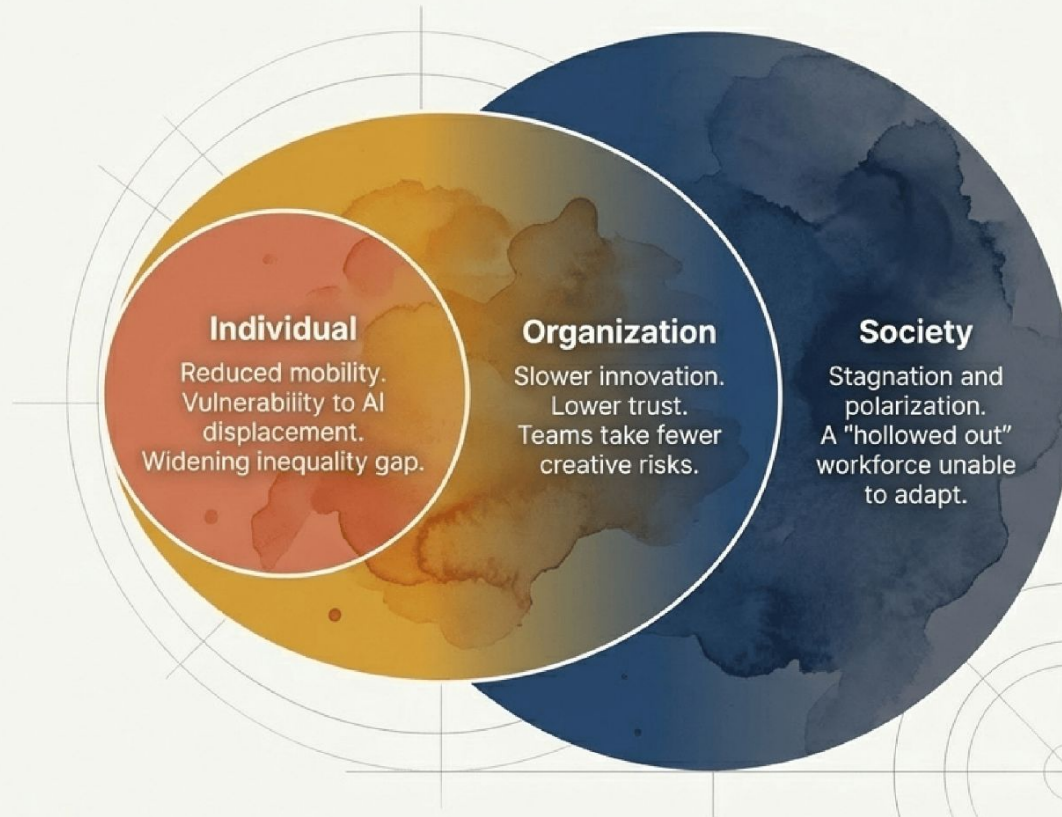 Individual
Reduced mobility.
Vulnerability to AI
displacement.
Widening inequality gap.
Organization
Slower innovation.
Lower trust.
Teams take fewer
creative risks.
Society
Stagnation and
polarization.
A "hollowed out”
workforce unable
to adapt.